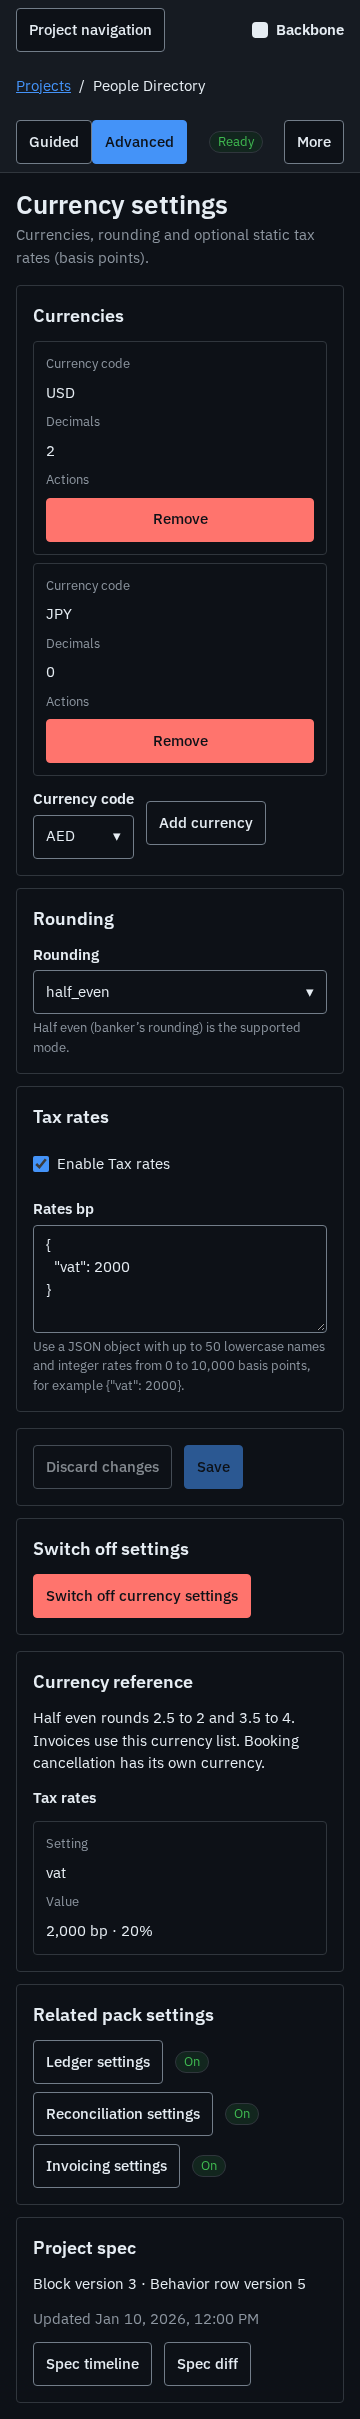 Project navigation
Backbone
Projects / People Directory
Guided
Advanced
Ready
More
Currency settings
Currencies, rounding and optional static tax
rates (basis points).
Currencies
Currency code
USD
Decimals
2
Actions
Remove
Currency code
JPY
Decimals
0
Actions
Remove
Currency code
AED ▾
Add currency
Rounding
Rounding
half_even ▾
Half even (banker’s rounding) is the supported
mode.
Tax rates
Enable Tax rates
Rates bp
{
"vat": 2000
}
Use a JSON object with up to 50 lowercase names
and integer rates from 0 to 10,000 basis points,
for example {"vat": 2000}.
Discard changes
Save
Switch off settings
Switch off currency settings
Currency reference
Half even rounds 2.5 to 2 and 3.5 to 4.
Invoices use this currency list. Booking
cancellation has its own currency.
Tax rates
Setting
vat
Value
2,000 bp · 20%
Related pack settings
Ledger settings
On
Reconciliation settings
On
Invoicing settings
On
Project spec
Block version 3 · Behavior row version 5
Updated Jan 10, 2026, 12:00 PM
Spec timeline
Spec diff